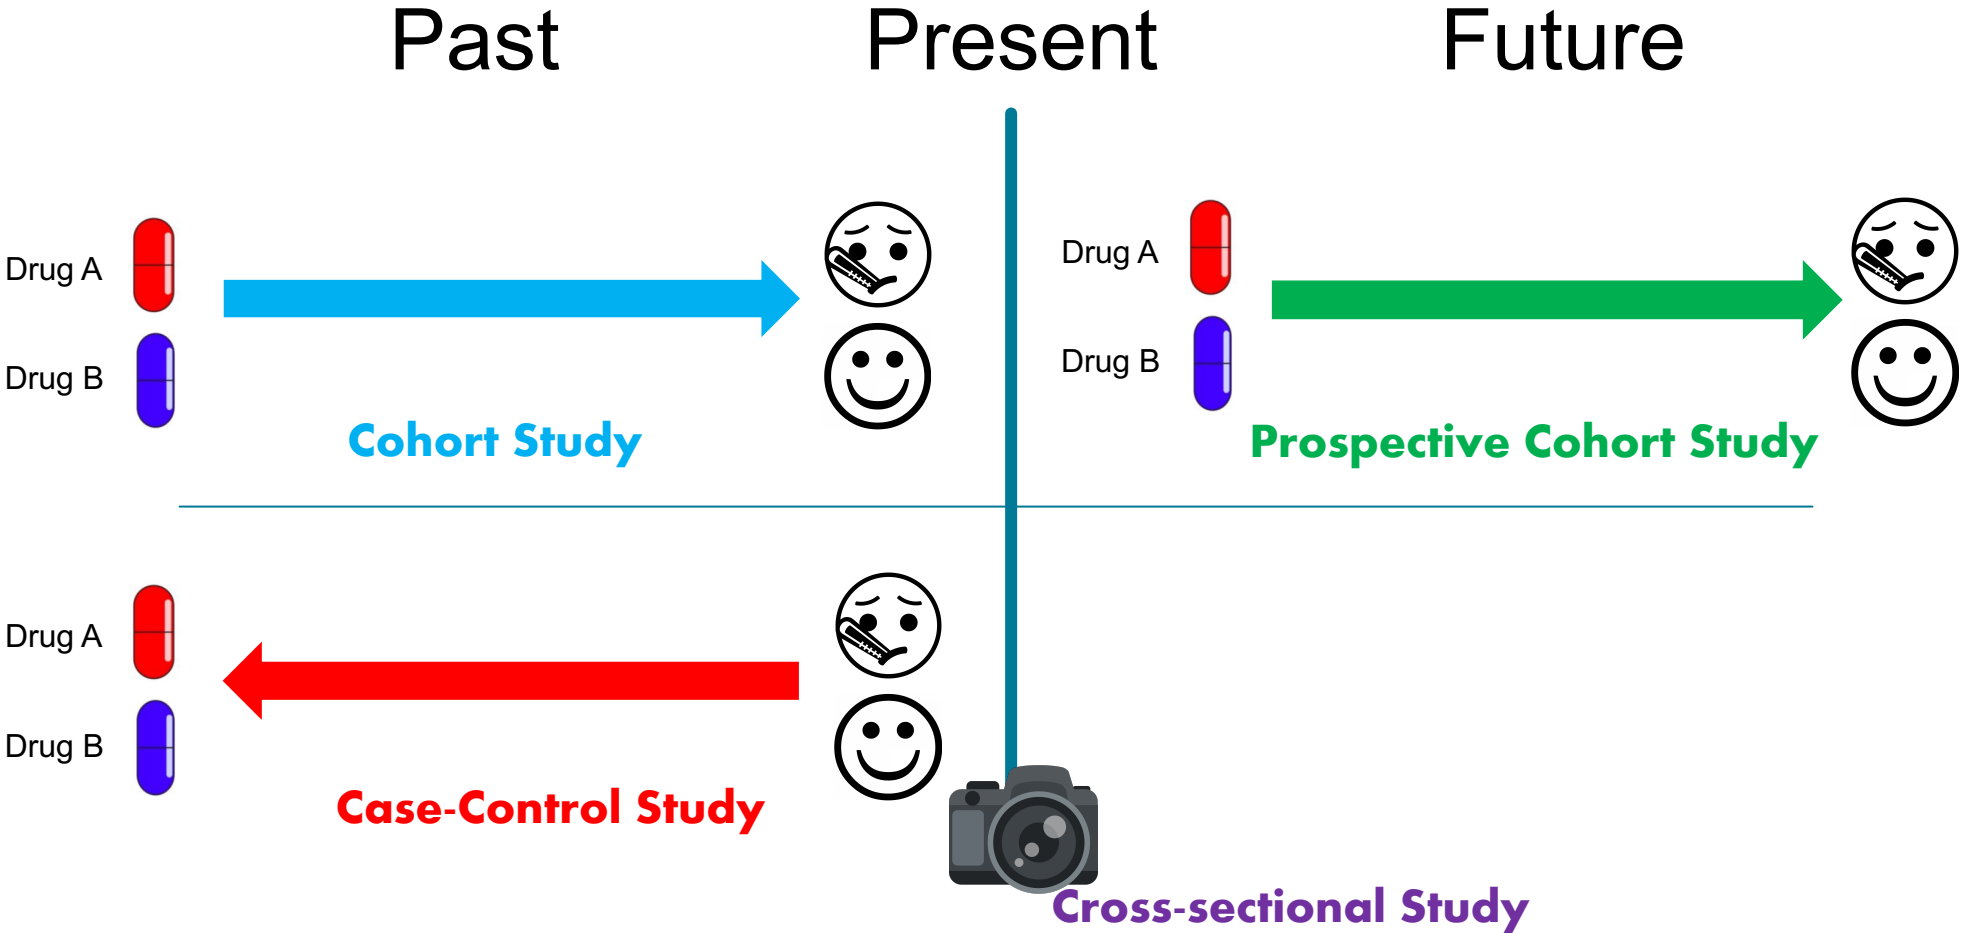 Past
Present
Future
Drug A
Drug B
Cohort Study
Drug A
Drug B
Prospective Cohort Study
Drug A
Drug B
Case-Control Study
Cross-sectional Study